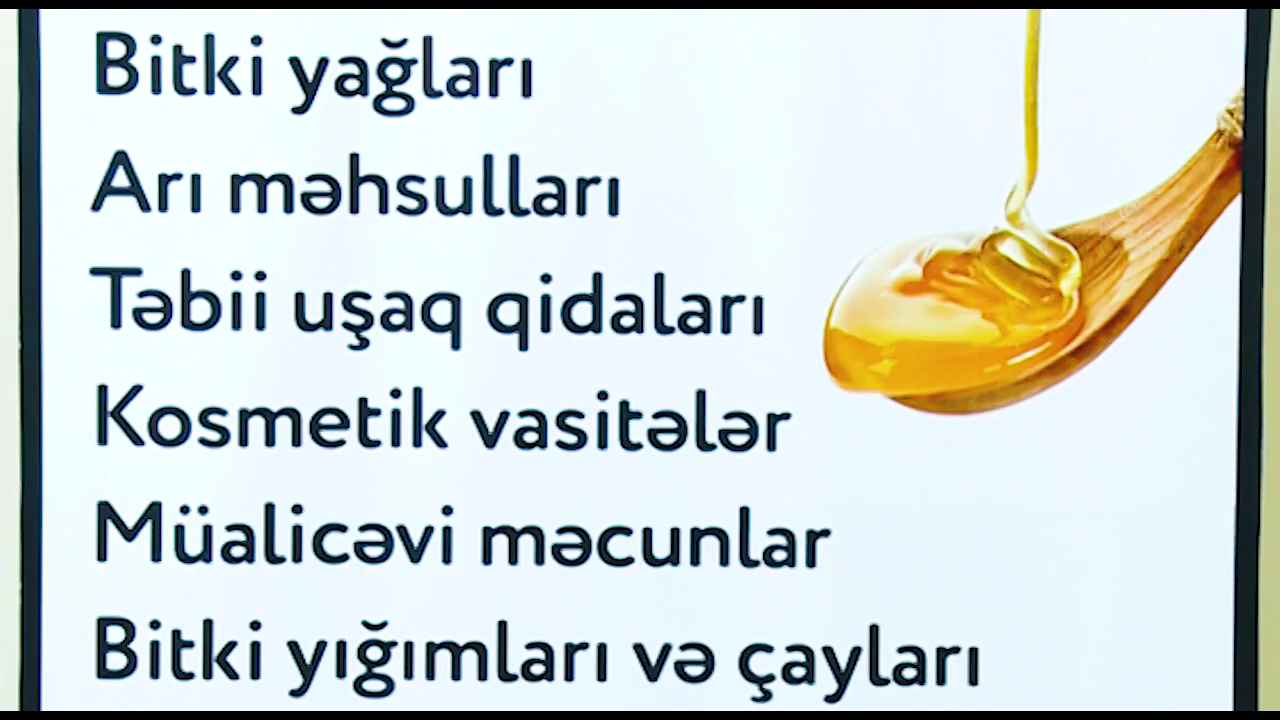 Bitki yağları
Arı məhsulları
Təbii uşaq qidaları
Kosmetik vasitələr
Müalicəvi məcunlar
Bitki yığımları və çayları